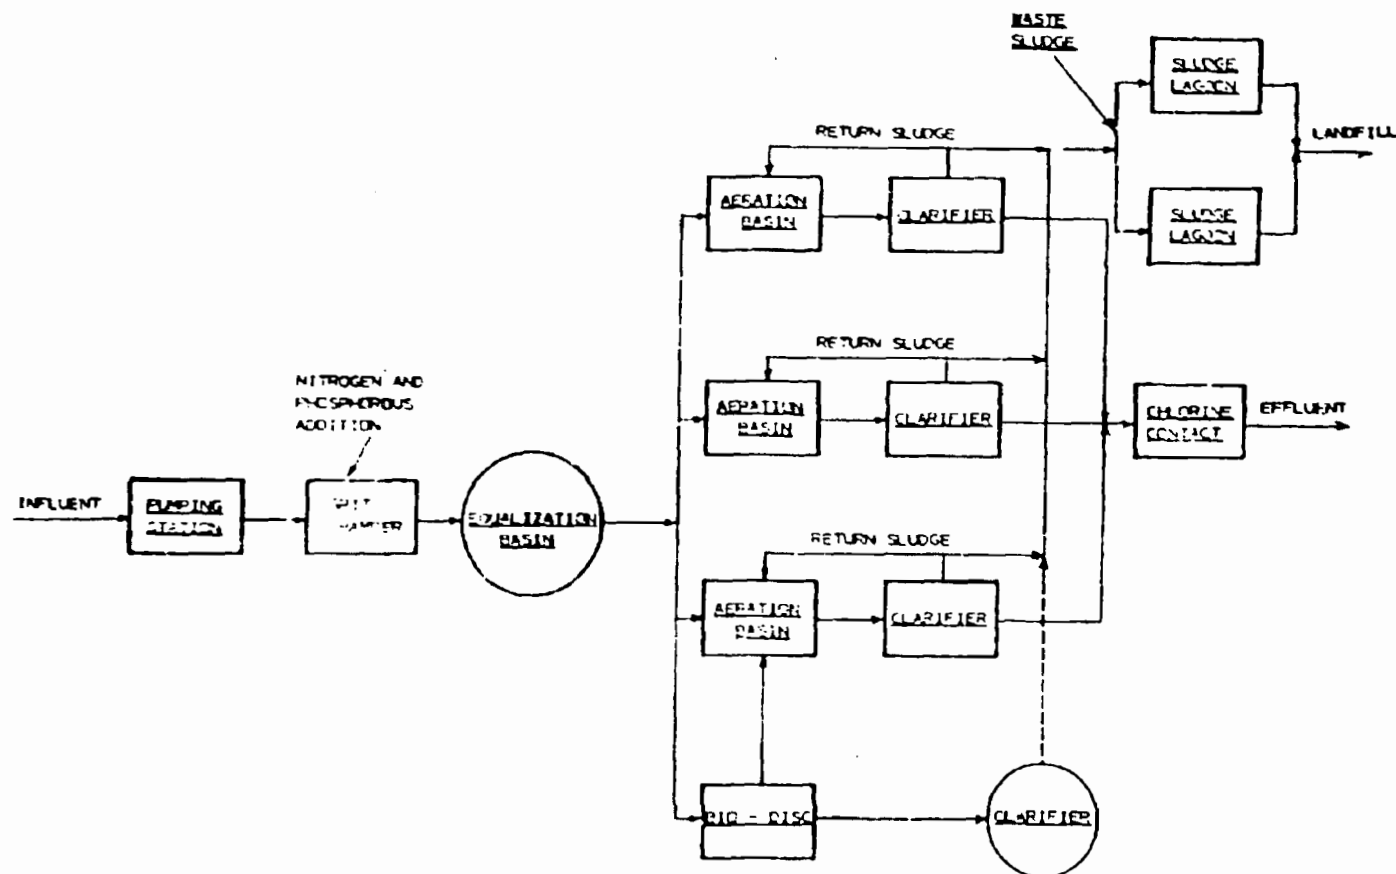 WASTE
SLUDGE
SLUDGE
LAGOON
LANDFILL
SLUDGE
LAGOON
RETURN SLUDGE
AERATION
BASIN
CLARIFIER
RETURN SLUDGE
AERATION
BASIN
CLARIFIER
CHLORINE
CONTACT
EFFLUENT
NITROGEN AND
PHOSPHOROUS
ADDITION
INFLUENT
PUMPING
STATION
EQUALIZATION
BASIN
RETURN SLUDGE
AERATION
BASIN
CLARIFIER
BIO - DISC
CLARIFIER